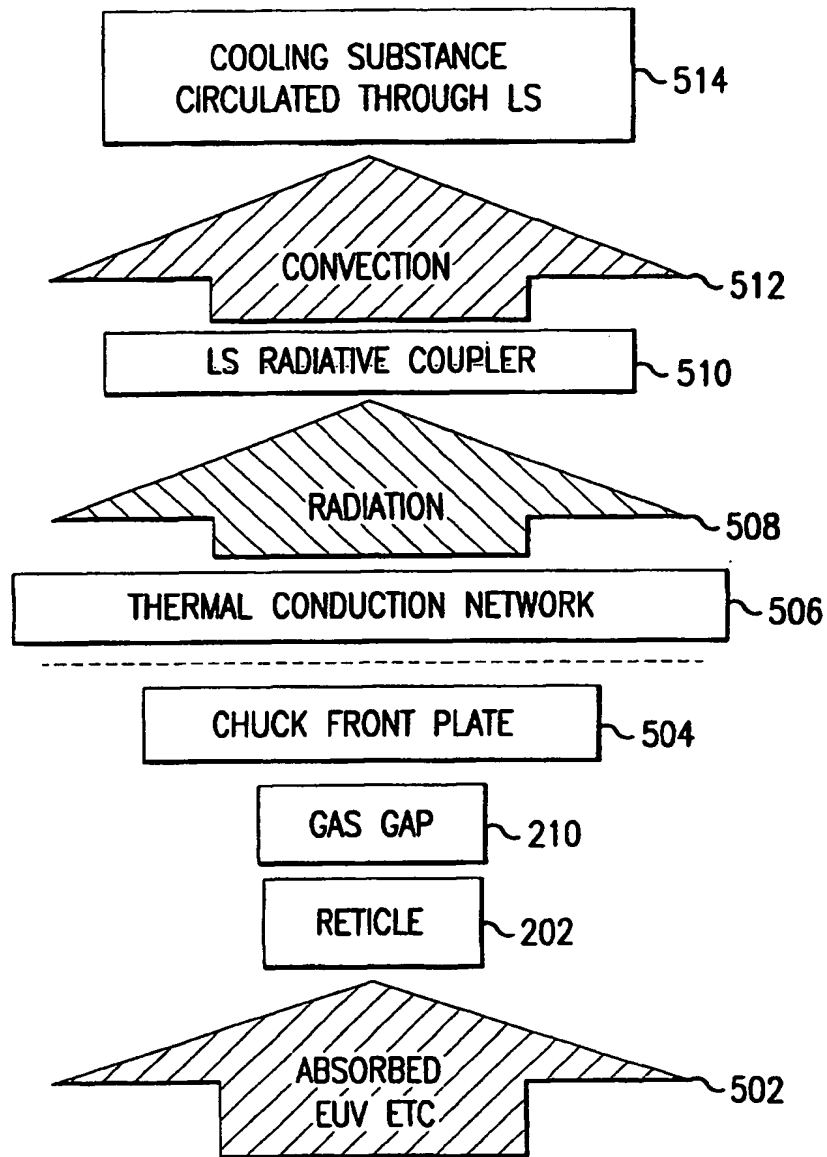 COOLING SUBSTANCE
CIRCULATED THROUGH LS
514
CONVECTION
512
LS RADIATIVE COUPLER
510
RADIATION
508
THERMAL CONDUCTION NETWORK
506
CHUCK FRONT PLATE
504
GAS GAP
210
RETICLE
202
ABSORBED
EUV ETC
502